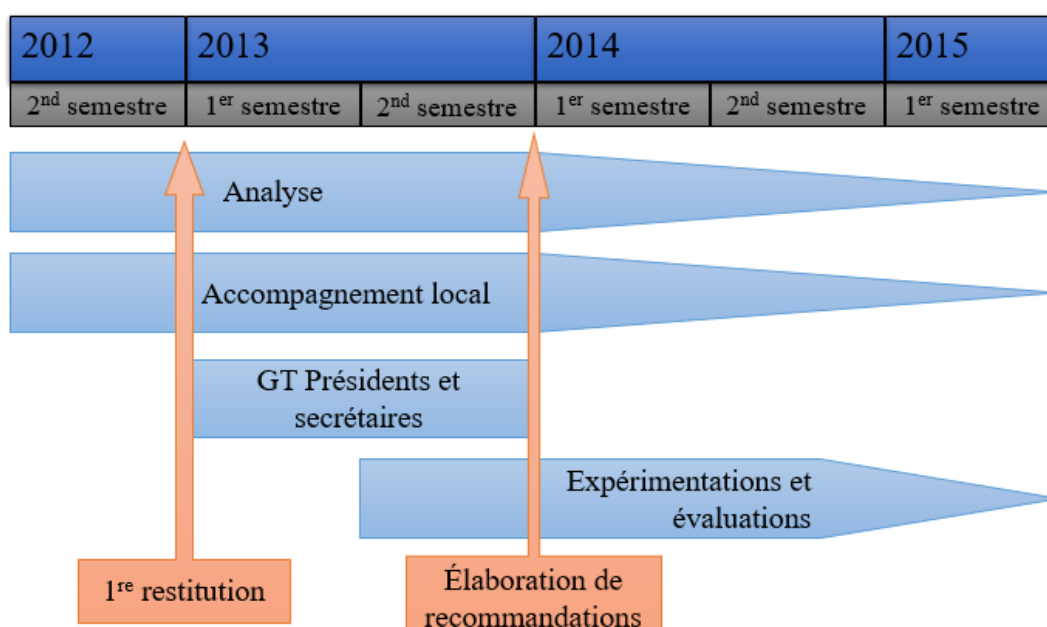 2012 2013 2014 2015
2nd semestre 1er semestre 2nd semestre 1er semestre 2nd semestre 1er semestre
Analyse
Accompagnement local
GT Présidents et
secrétaires
Expérimentations et
évaluations
1re restitution
Élaboration de
recommandations